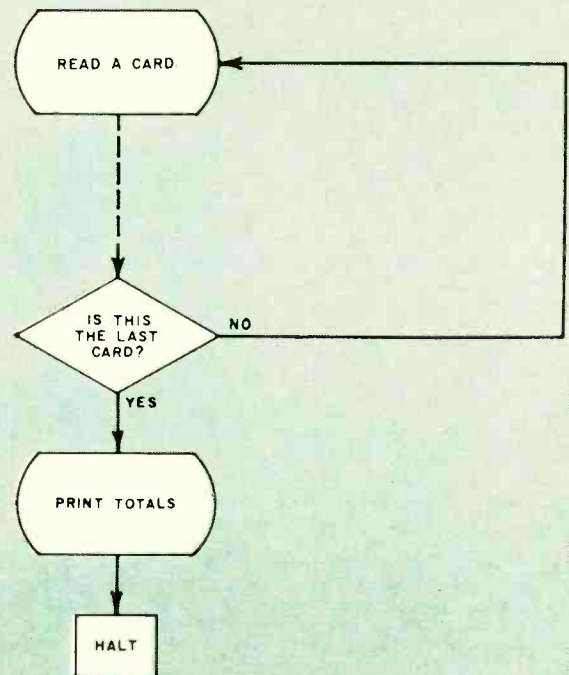 READ A CARD
IS THIS
THE LAST
CARD?
NO
YES
PRINT TOTALS
HALT